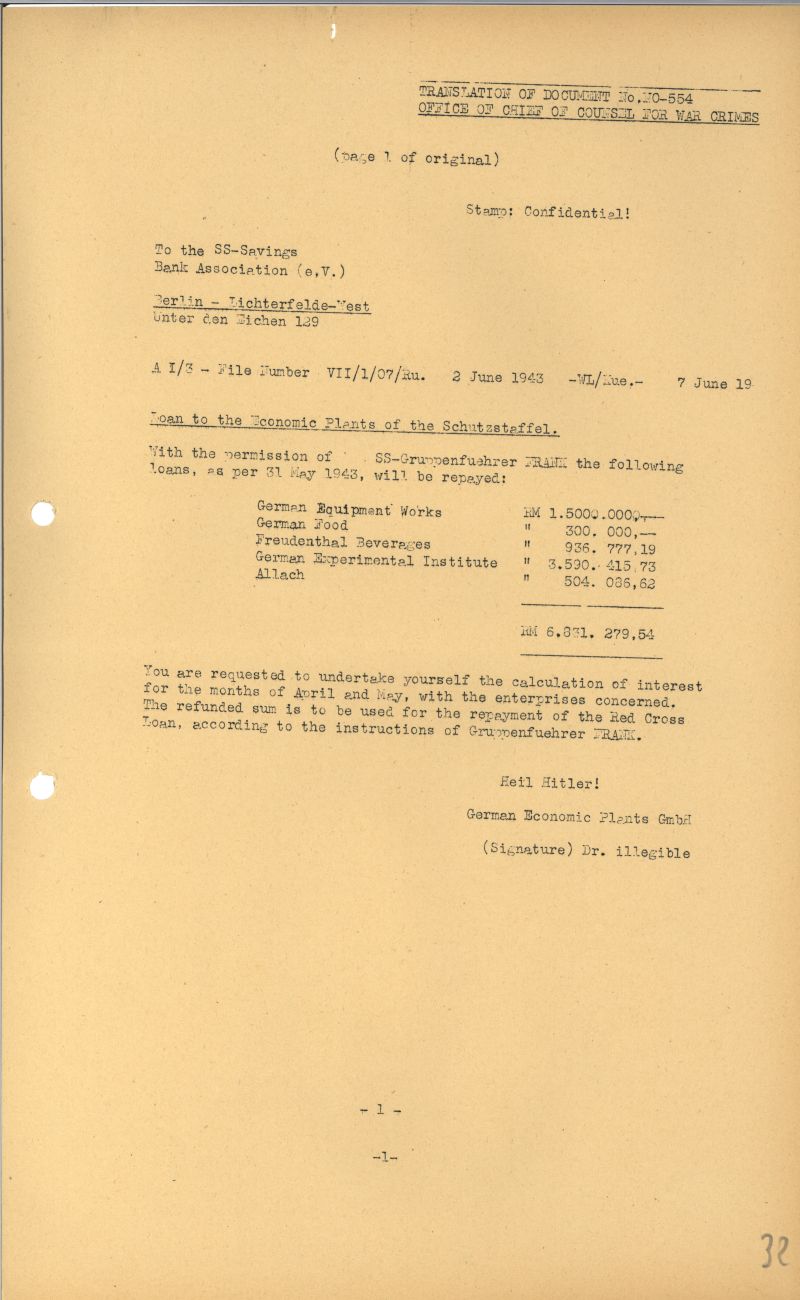 TRANSLATION OF DOCUMENT No.NO-554
OFFICE OF CHIEF OF COUNSEL FOR WAR CRIMES
(page 1 of original)
Stamp: Confidential!
To the SS-Savings
Bank Association (e.V.)
Berlin - Lichterfelde-West
Unter den Eichen 129
A I/3 - File Number VII/1/07/Ru. 2 June 1943 -WL/Kue.- 7 June 19
Loan to the Economic Plants of the Schutzstaffel.
With the permission of SS-Gruppenfuehrer FRANK the following
loans, as per 31 May 1943, will be repayed:
German Equipment Works RM 1.5000.0000,—
German Food " 300. 000,—
Freudenthal Beverages " 936. 777,19
German Experimental Institute " 3.590. 415,73
Allach " 504. 086,62
RM 6.831. 279,54
You are requested to undertake yourself the calculation of interest
for the months of April and May, with the enterprises concerned.
The refunded sum is to be used for the repayment of the Red Cross
Loan, according to the instructions of Gruppenfuehrer FRANK.
Heil Hitler!
German Economic Plants GmbH
(Signature) Dr. illegible
- 1 -
-1-
32